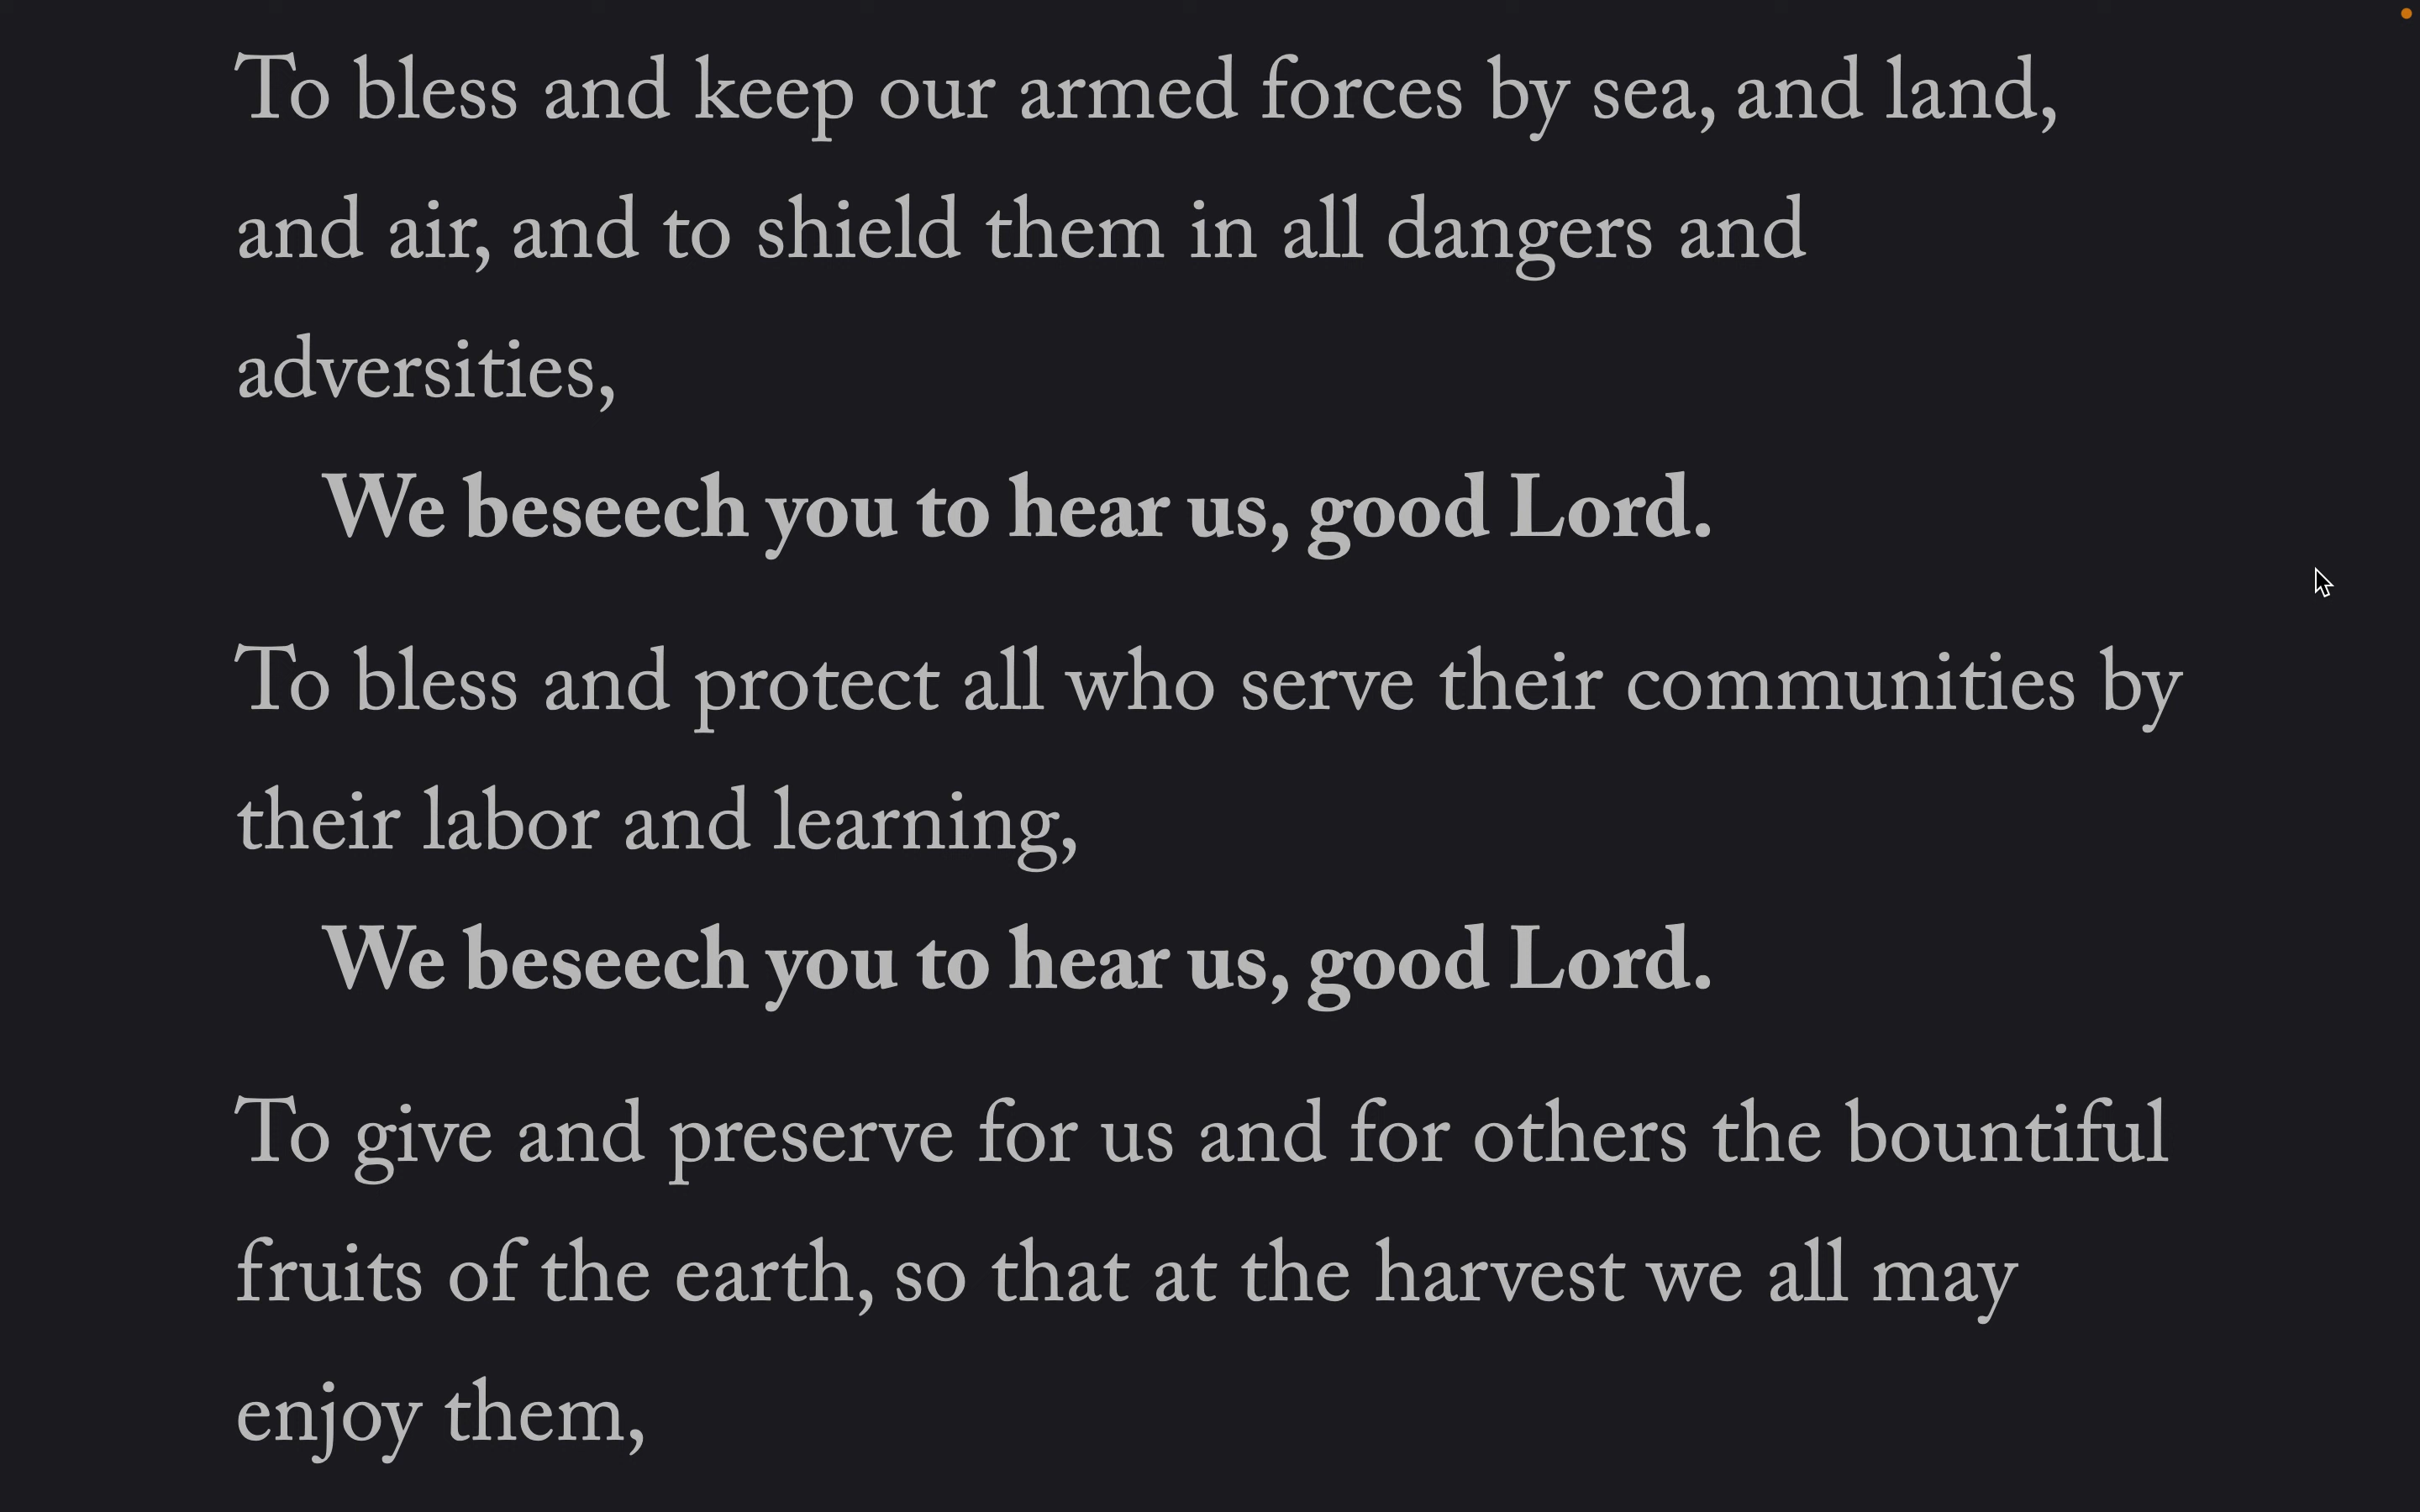 To bless and keep our armed forces by sea, and land,
and air, and to shield them in all dangers and
adversities,
We beseech you to hear us, good Lord.
To bless and protect all who serve their communities by
their labor and learning,
We beseech you to hear us, good Lord.
To give and preserve for us and for others the bountiful
fruits of the earth, so that at the harvest we all may
enjoy them,